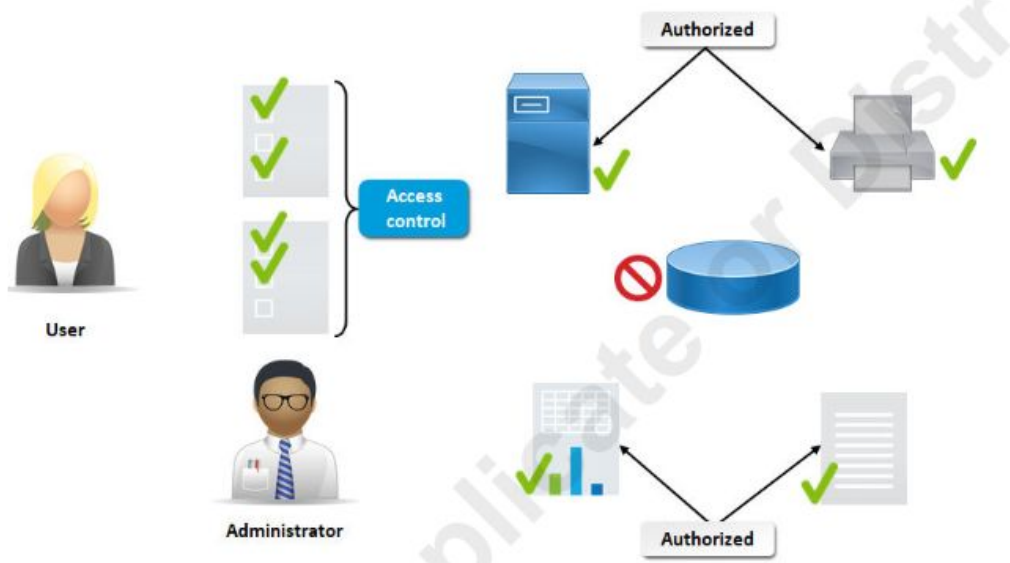 Authorized
Access
control
User
Administrator
Authorized